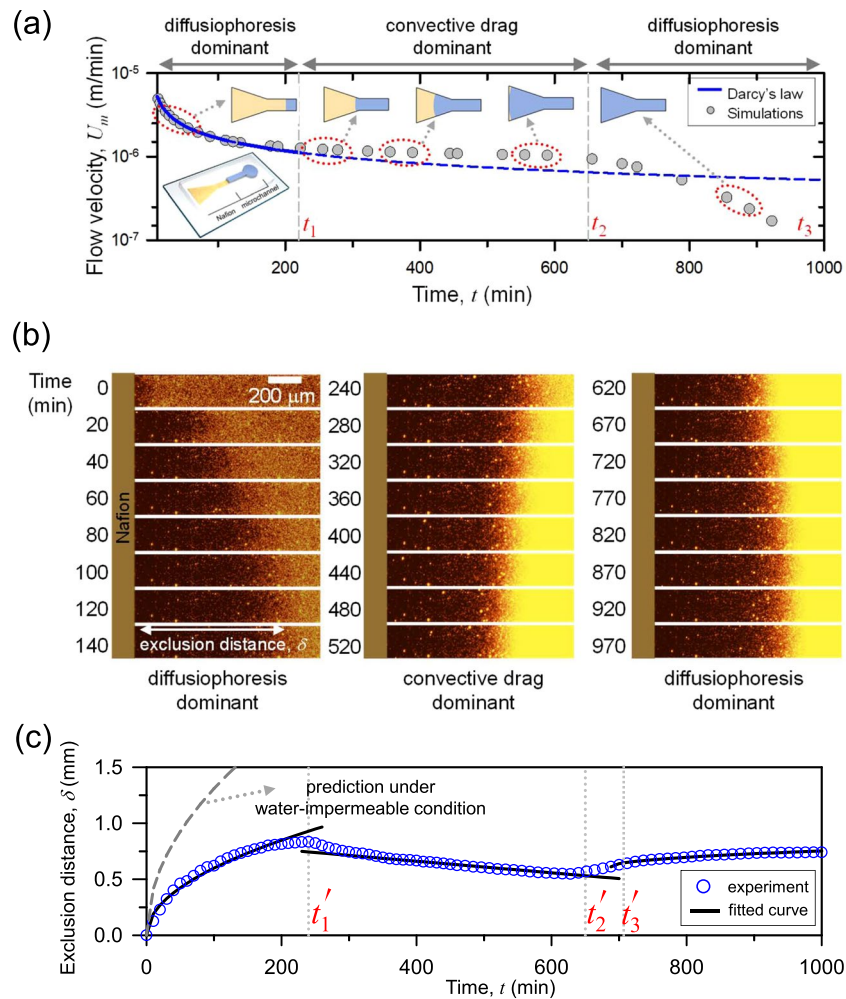 (a)
diffusiophoresis
dominant
convective drag
dominant
diffusiophoresis
dominant
10-5
10-6
10-7
Flow velocity, Um (m/min)
Darcy's law
Simulations
Nafion
microchannel
t1
t2
t3
200
400
600
800
1000
Time, t (min)
(b)
Time
(min)
0
20
40
60
80
100
120
140
Nafion
200 μm
exclusion distance, δ
diffusiophoresis
dominant
240
280
320
360
400
440
480
520
convective drag
dominant
620
670
720
770
820
870
920
970
diffusiophoresis
dominant
(c)
1.5
1.0
0.5
0.0
Exclusion distance, δ (mm)
prediction under
water-impermeable condition
t1′
t2′
t3′
experiment
fitted curve
0
200
400
600
800
1000
Time, t (min)